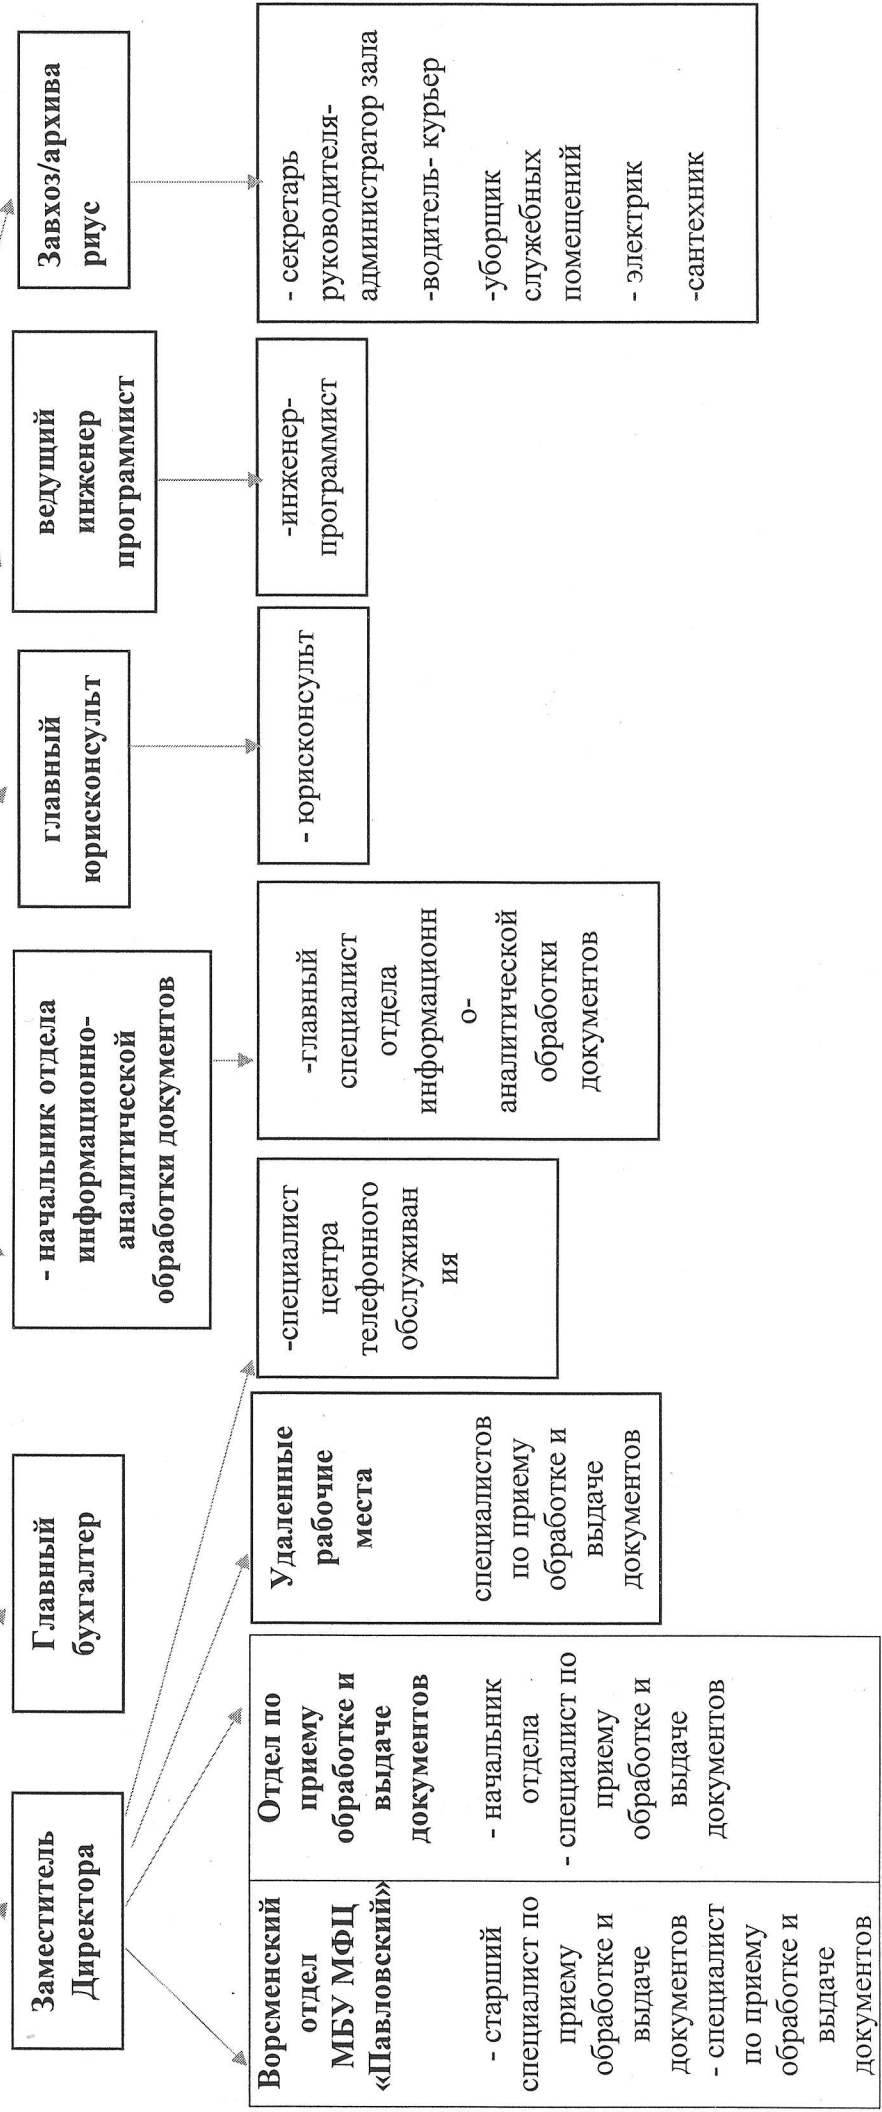 Заместитель
Директора
Главный
бухгалтер
- начальник отдела
информационно-
аналитической
обработки документов
главный
юрисконсульт
ведущий
инженер
программист
Завхоз/архива
риус
Ворсменский
отдел
МБУ МФЦ
«Павловский»
- старший
специалист по
приему
обработке и
выдаче
документов
- специалист
по приему
обработке и
выдаче
документов
Отдел по
приему
обработке и
выдаче
документов
- начальник
отдела
- специалист по
приему
обработке и
выдаче
документов
Удаленные
рабочие
места
специалистов
по приему
обработке и
выдаче
документов
-специалист
центра
телефонного
обслуживан
ия
-главный
специалист
отдела
информационн
о-
аналитической
обработки
документов
- юрисконсульт
-инженер-
программист
- секретарь
руководителя-
администратор зала
-водитель- курьер
-уборщик
служебных
помещений
- электрик
-сантехник